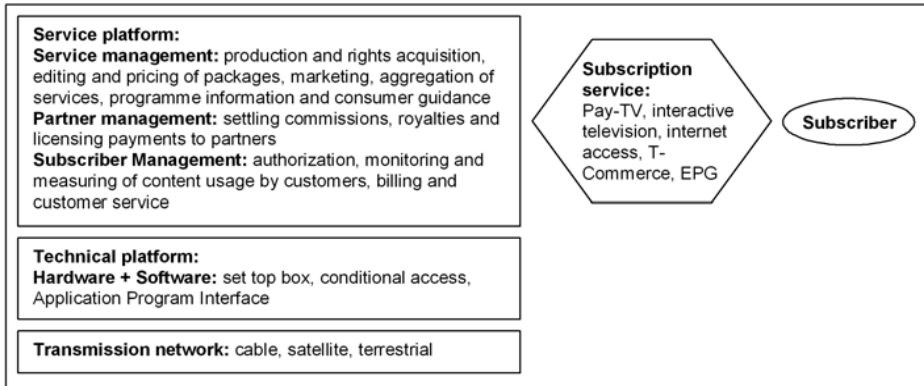 Service platform:
Service management: production and rights acquisition,
editing and pricing of packages, marketing, aggregation of
services, programme information and consumer guidance
Partner management: settling commissions, royalties and
licensing payments to partners
Subscriber Management: authorization, monitoring and
measuring of content usage by customers, billing and
customer service
Subscription
service:
Pay-TV, interactive
television, internet
access, T-
Commerce, EPG
Subscriber
Technical platform:
Hardware + Software: set top box, conditional access,
Application Program Interface
Transmission network: cable, satellite, terrestrial